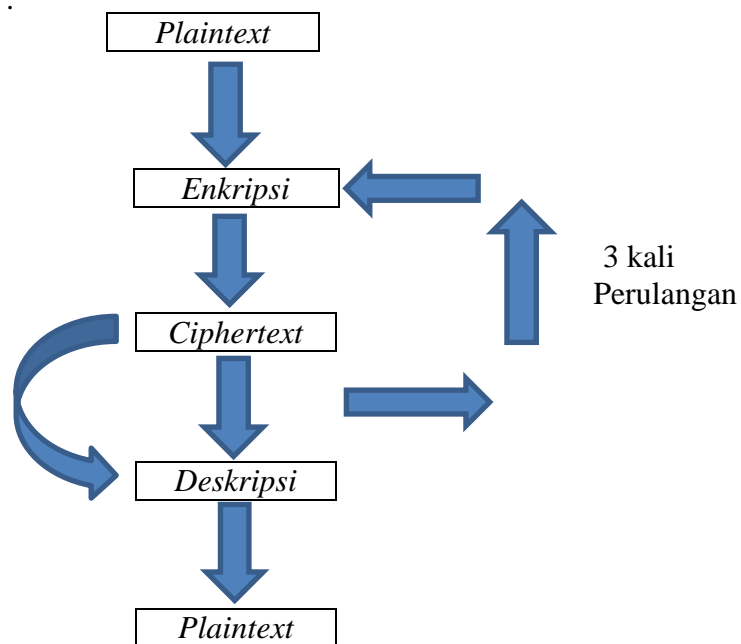 .
Plaintext
Enkripsi
3 kali
Perulangan
Ciphertext
Deskripsi
Plaintext